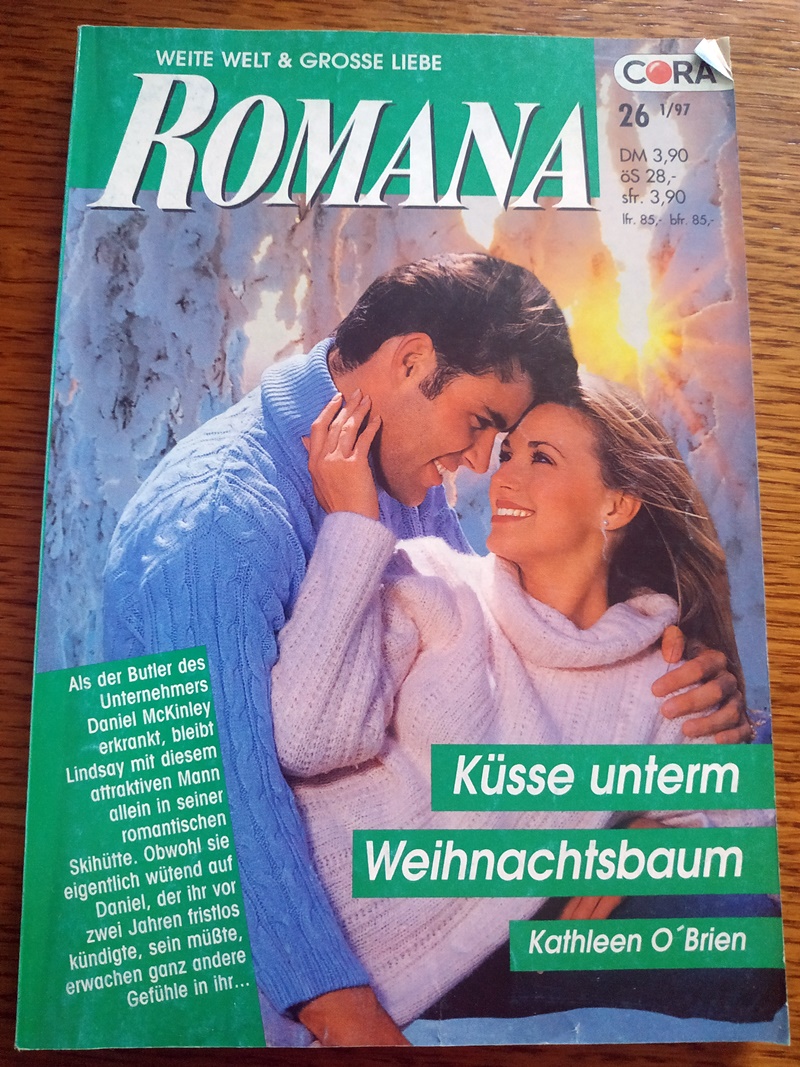 WEITE WELT & GROSSE LIEBE
ROMANA
CORA
26 1/97
DM 3,90
öS 28,-
sfr. 3,90
lfr. 85,- bfr. 85,-
Als der Butler des
Unternehmers
Daniel McKinley
erkrankt, bleibt
Lindsay mit diesem
attraktiven Mann
allein in seiner
romantischen
Skihütte. Obwohl sie
eigentlich wütend auf
Daniel, der ihr vor
zwei Jahren fristlos
kündigte, sein müßte,
erwachen ganz andere
Gefühle in ihr...
Küsse unterm
Weihnachtsbaum
Kathleen O´Brien